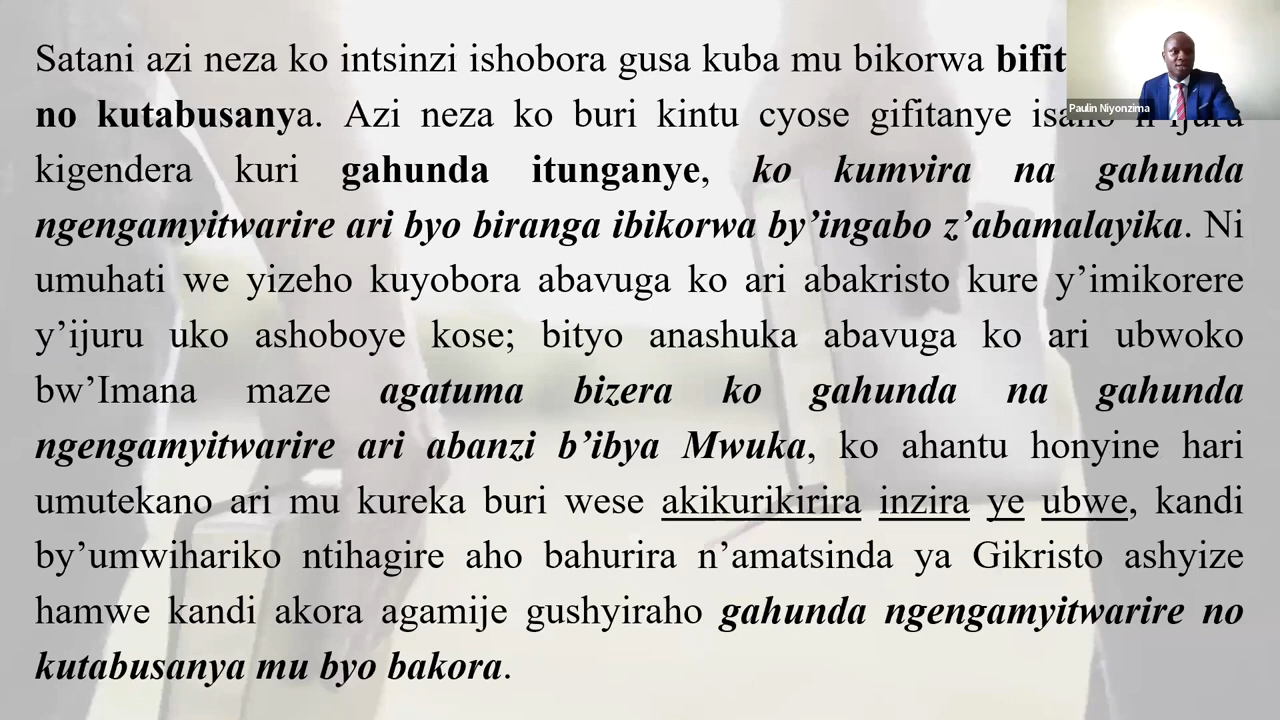 Satani azi neza ko intsinzi ishobora gusa kuba mu bikorwa
Paulin Niyonzima
no kutabusanya. Azi neza ko buri kintu cyose gifitanye
kigendera kuri gahunda itunganye, ko kumvira na gahunda
ngengamyitwarire ari byo biranga ibikorwa by’ingabo z’abamalayika. Ni
umuhati we yizeho kuyobora abavuga ko ari abakristo kure y’imikorere
y’ijuru uko ashoboye kose; bityo anashuka abavuga ko ari ubwoko
bw’Imana maze agatuma bizera ko gahunda na gahunda
ngengamyitwarire ari abanzi b’ibya Mwuka, ko ahantu honyine hari
umutekano ari mu kureka buri wese akikurikirira inzira ye ubwe, kandi
by’umwihariko ntihagire aho bahurira n’amatsinda ya Gikristo ashyize
hamwe kandi akora agamije gushyiraho gahunda ngengamyitwarire no
kutabusanya mu byo bakora.